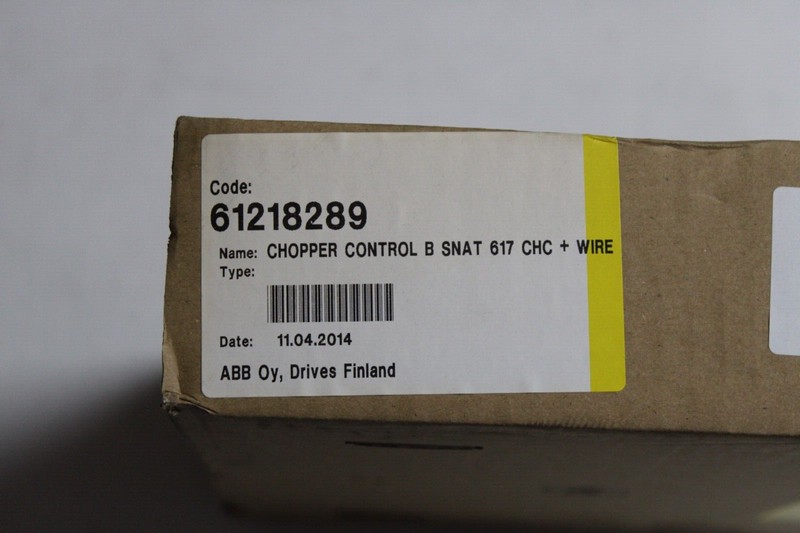 Code:
61218289
Name: CHOPPER CONTROL B SNAT 617 CHC + WIRE
Type:
Date: 11.04.2014
ABB Oy, Drives Finland